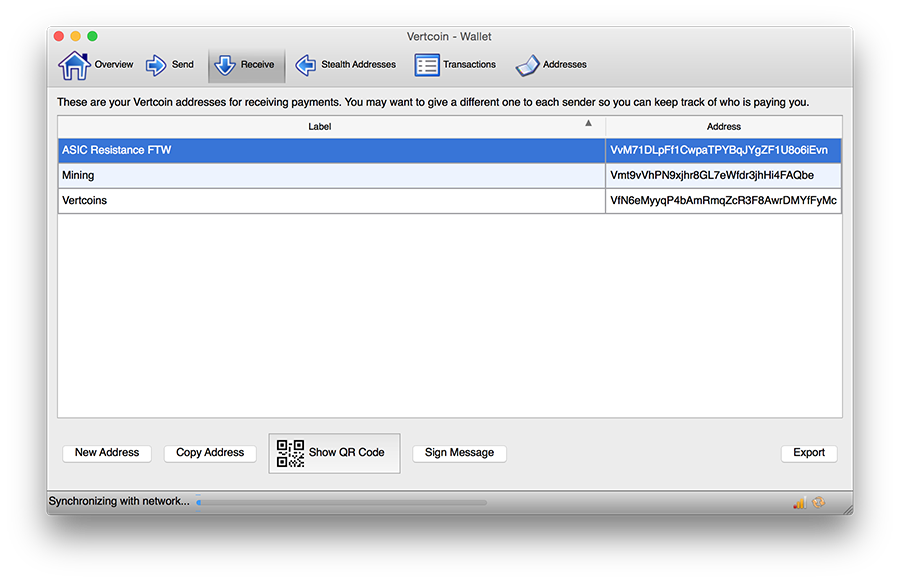 Vertcoin - Wallet
Overview Send Receive Stealth Addresses Transactions Addresses
These are your Vertcoin addresses for receiving payments. You may want to give a different one to each sender so you can keep track of who is paying you.
Label Address
ASIC Resistance FTW VvM71DLpFf1CwpaTPYBqJYgZF1U8o6iEvn
Mining Vmt9vVhPN9xjhr8GL7eWfdr3jhHi4FAQbe
Vertcoins VfN6eMyyqP4bAmRmqZcR3F8AwrDMYfFyMc
New Address Copy Address Show QR Code Sign Message Export
Synchronizing with network...